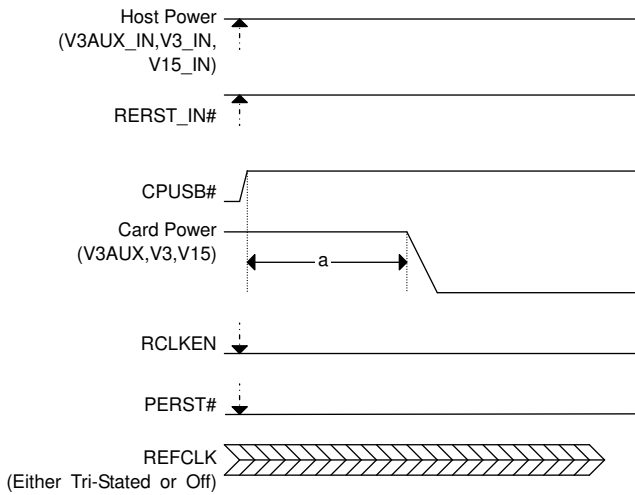 Host Power
(V3AUX_IN,V3_IN,
V15_IN)
RERST_IN#
CPUSB#
Card Power
(V3AUX,V3,V15)
a
RCLKEN
PERST#
REFCLK
(Either Tri-Stated or Off)